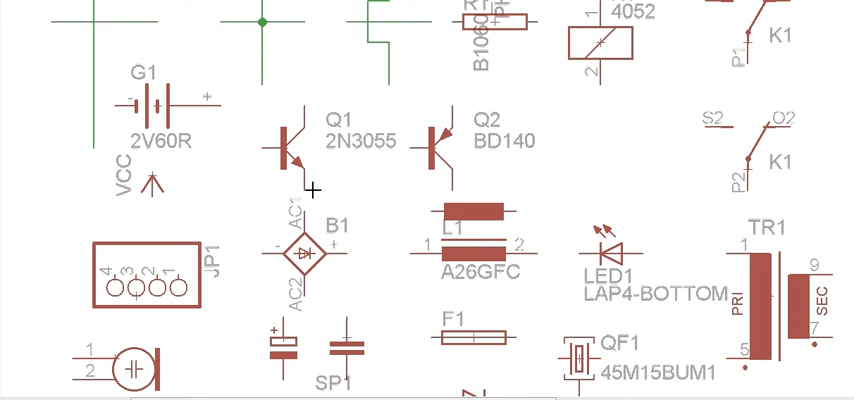 4052
1
B1060
K1
P1
2
G1
-
+
2V60R
Q1
2N3055
Q2
BD140
S2
O2
K1
P2
VCC
AC1
B1
-
+
AC2
L1
1
2
A26GFC
LED1
LAP4-BOTTOM
TR1
1
9
PRI
SEC
7
5
JP1
4
3
2
1
F1
+
SP1
1
2
QF1
45M15BUM1